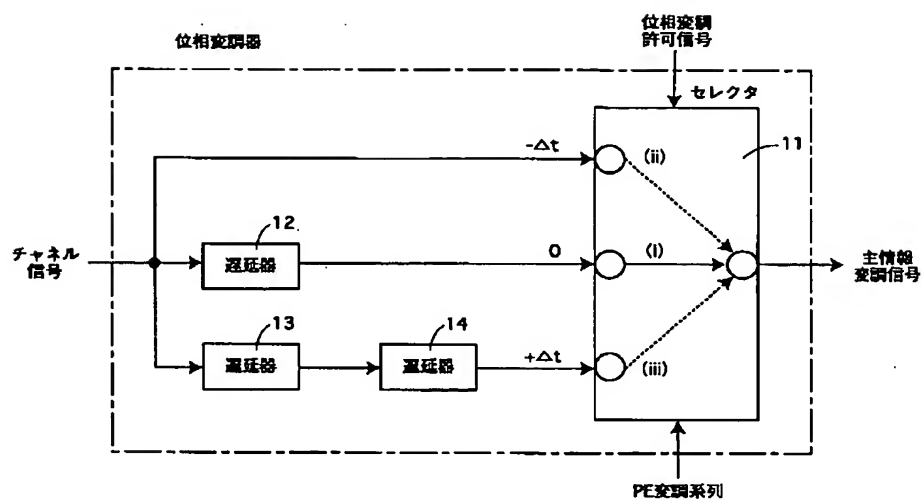 位相変調器
位相変調
許可信号
セレクタ
-Δt
(ii)
11
チャネル
信号
12
遅延器
0
(i)
主情報
変調信号
13
遅延器
14
遅延器
+Δt
(iii)
PE変調系列